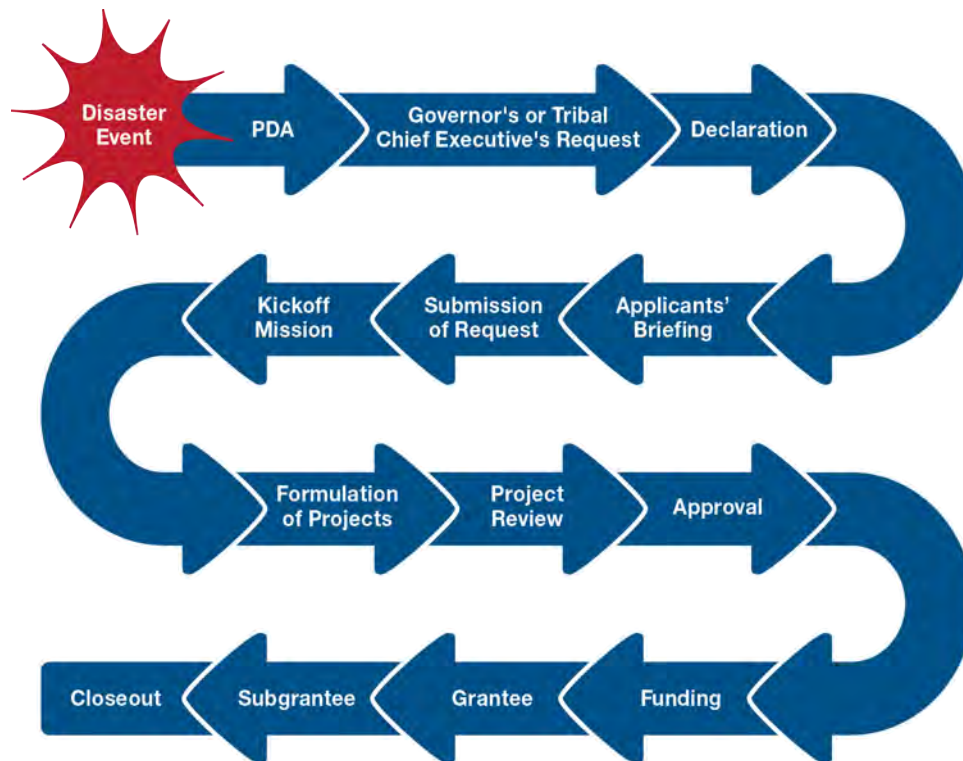 Disaster
Event
PDA
Governor's or Tribal
Chief Executive's Request
Declaration
Applicants’
Briefing
Submission
of Request
Kickoff
Mission
Formulation
of Projects
Project
Review
Approval
Funding
Grantee
Subgrantee
Closeout